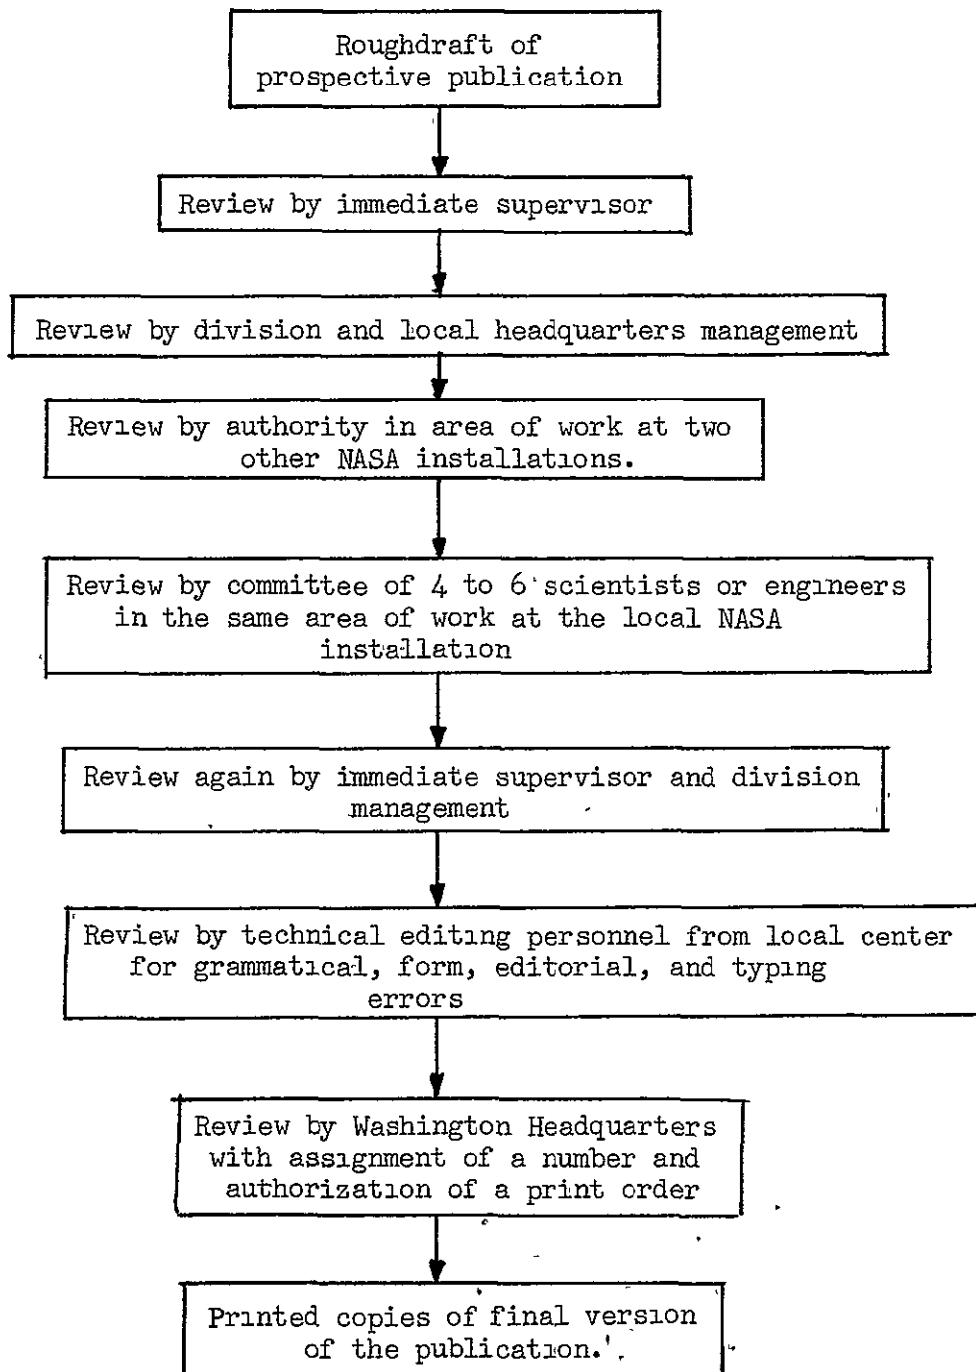 Roughdraft of
prospective publication
Review by immediate supervisor
Review by division and local headquarters management
Review by authority in area of work at two
other NASA installations.
Review by committee of 4 to 6 scientists or engineers
in the same area of work at the local NASA
installation
Review again by immediate supervisor and division
management
Review by technical editing personnel from local center
for grammatical, form, editorial, and typing
errors
Review by Washington Headquarters
with assignment of a number and
authorization of a print order
Printed copies of final version
of the publication.